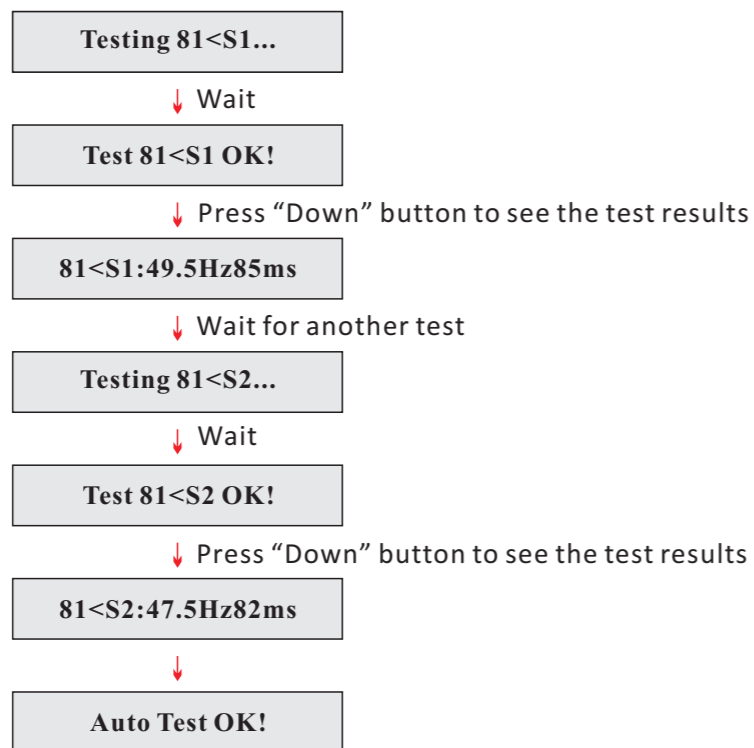 Testing 81<S1...
Wait
Test 81<S1 OK!
Press “Down” button to see the test results
81<S1:49.5Hz85ms
Wait for another test
Testing 81<S2...
Wait
Test 81<S2 OK!
Press “Down” button to see the test results
81<S2:47.5Hz82ms
Auto Test OK!